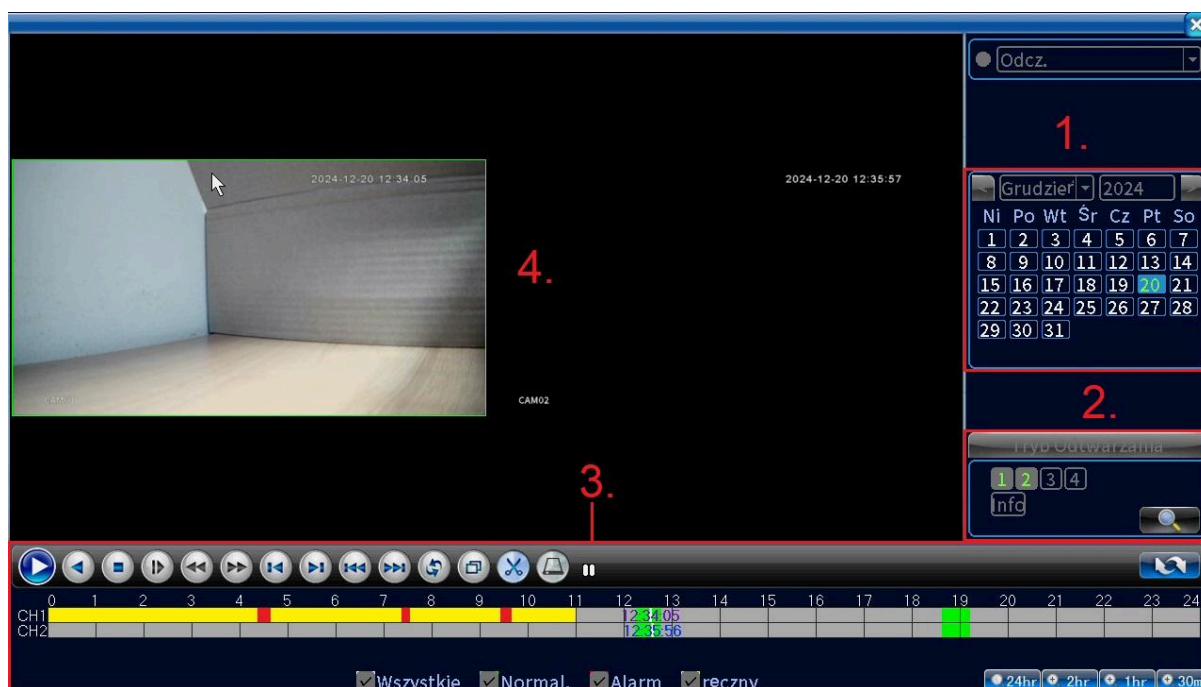 Odcz.
1.
Grudzień 2024
Ni Po Wt Śr Cz Pt So
1 2 3 4 5 6 7
8 9 10 11 12 13 14
15 16 17 18 19 20 21
22 23 24 25 26 27 28
29 30 31
2024-12-20 12:34:05
2024-12-20 12:35:57
4.
CAM01
CAM02
2.
Tryb Odtwarzania
1 2 3 4
Info
3.
0 1 2 3 4 5 6 7 8 9 10 11 12 13 14 15 16 17 18 19 20 21 22 23 24
CH1 12:34:05
CH2 12:35:56
Wszystkie Normal. Alarm ręczny
24hr 2hr 1hr 30m